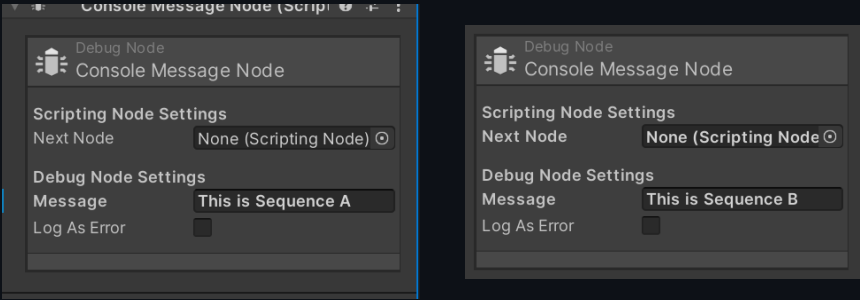 Console Message Node (Script
Debug Node
Console Message Node
Scripting Node Settings
Next Node None (Scripting Node)
Debug Node Settings
Message This is Sequence A
Log As Error
Debug Node
Console Message Node
Scripting Node Settings
Next Node None (Scripting Node
Debug Node Settings
Message This is Sequence B
Log As Error